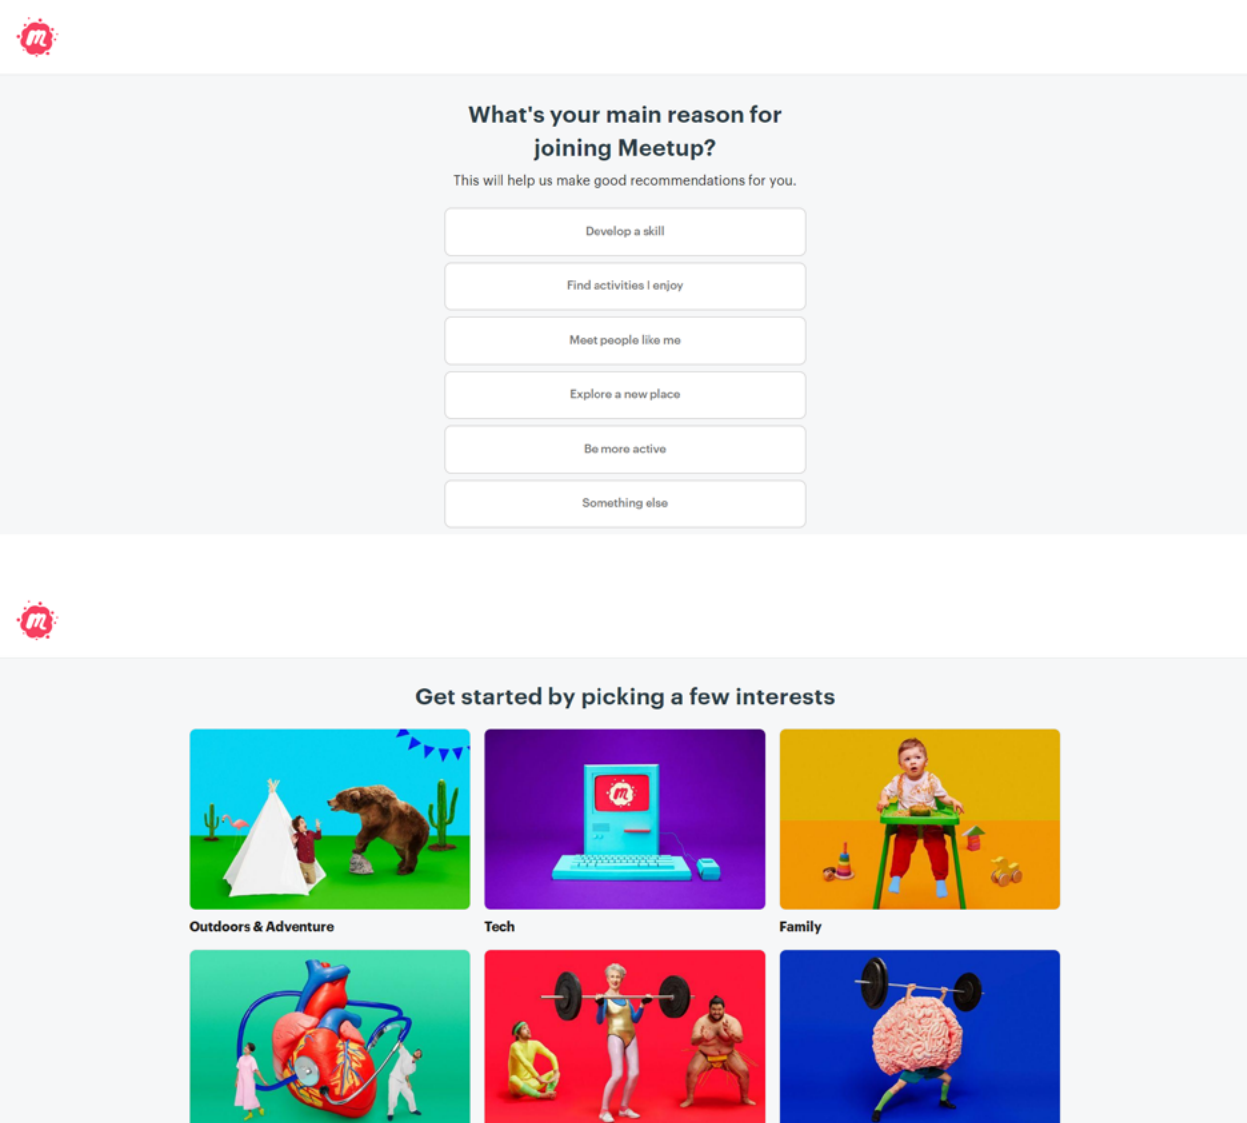 m
What's your main reason for
joining Meetup?
This will help us make good recommendations for you.
Develop a skill
Find activities I enjoy
Meet people like me
Explore a new place
Be more active
Something else
m
Get started by picking a few interests
m
Outdoors & Adventure
Tech
Family